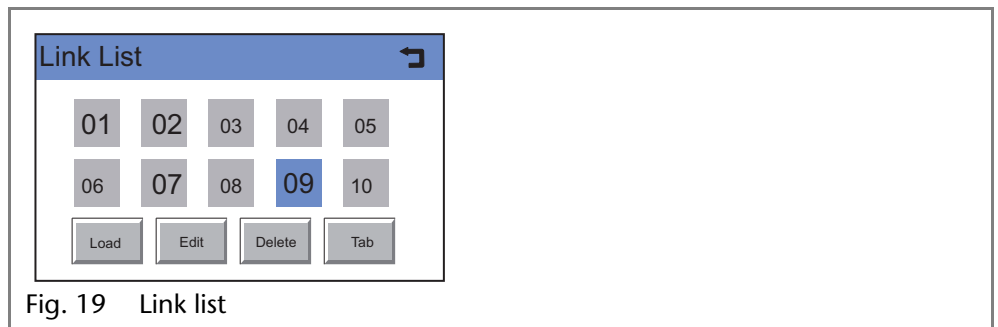 Link List
01 02 03 04 05
06 07 08 09 10
Load Edit Delete Tab
Fig. 19 Link list